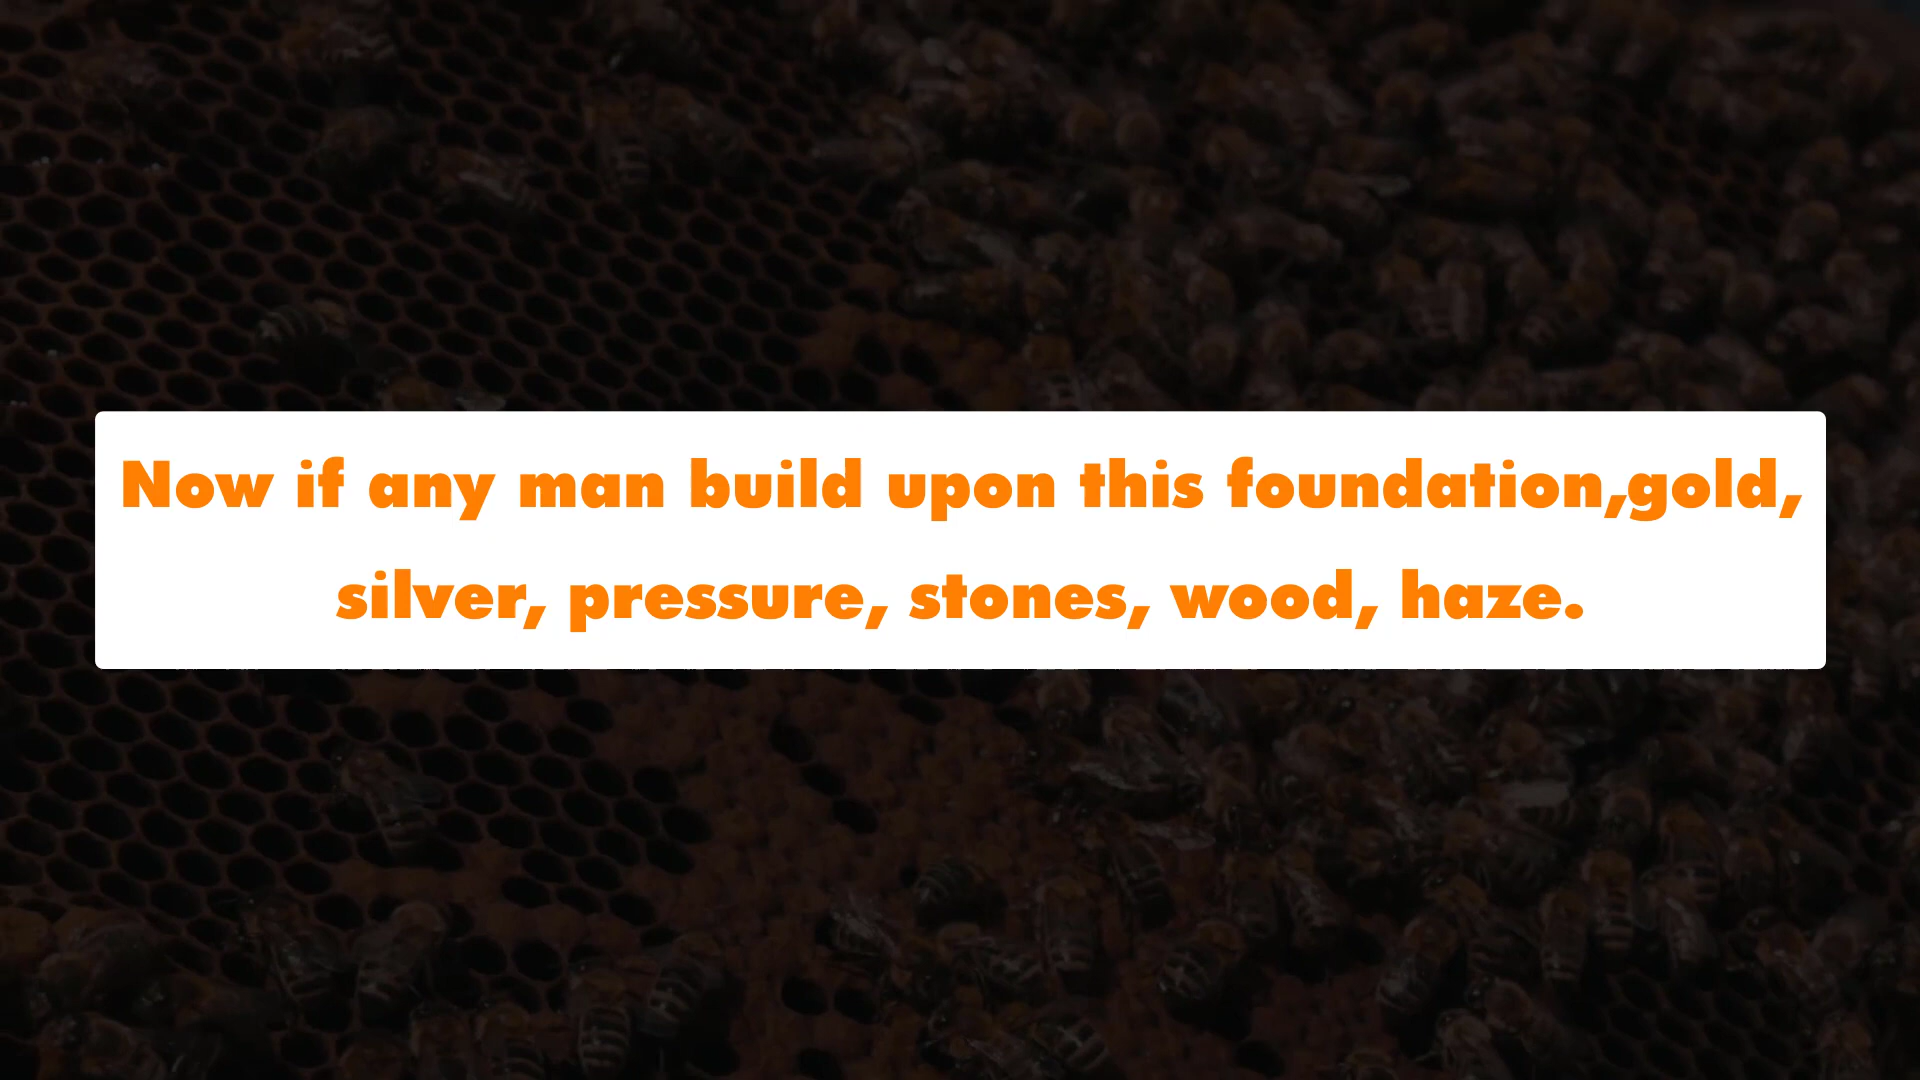 Now if any man build upon this foundation,gold,
silver, pressure, stones, wood, haze.